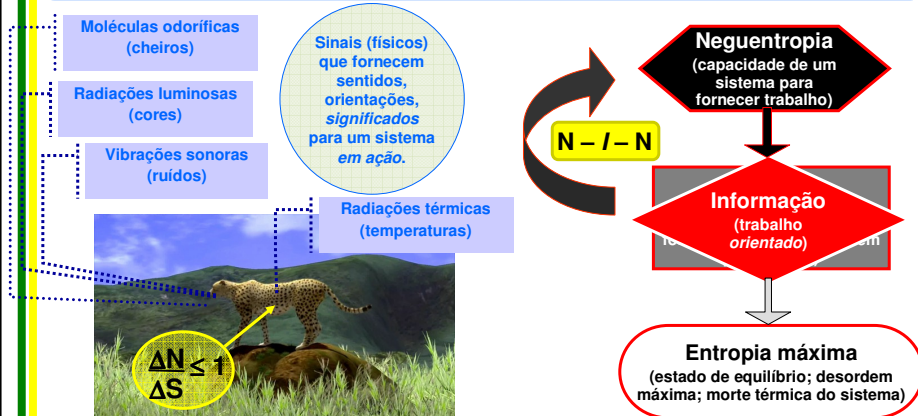 Moléculas odoríficas
(cheiros)
Radiações luminosas
(cores)
Vibrações sonoras
(ruídos)
Sinais (físicos)
que fornecem
sentidos,
orientações,
significados
para um sistema
em ação.
Radiações térmicas
(temperaturas)
ΔN
ΔS
≤ 1
N – I – N
Neguentropia
(capacidade de um
sistema para
fornecer trabalho)
Informação
(trabalho
orientado)
Entropia máxima
(estado de equilíbrio; desordem
máxima; morte térmica do sistema)